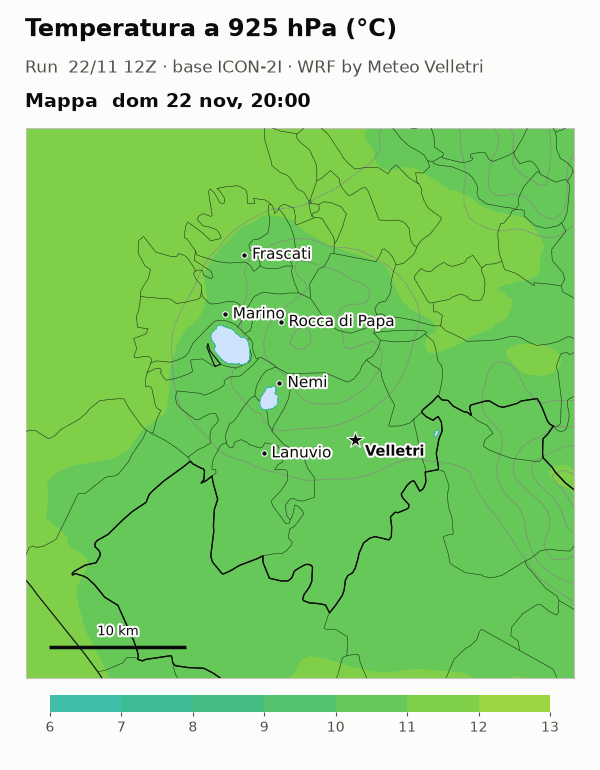 Temperatura a 925 hPa (°C)
Run  22/11 12Z · base ICON-2I · WRF by Meteo Velletri
Mappa  dom 22 nov, 20:00
Frascati
Marino
Rocca di Papa
Nemi
Velletri
Lanuvio
10 km
6 7 8 9 10 11 12 13